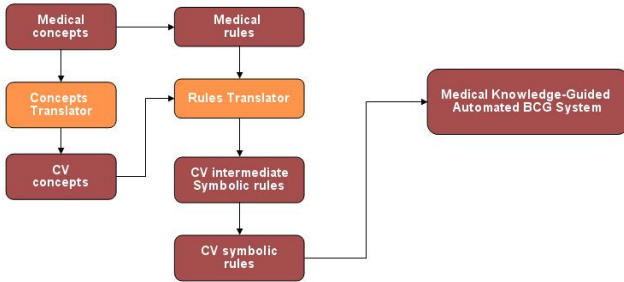 Medical
concepts
Medical
rules
Concepts
Translator
Rules Translator
Medical Knowledge-Guided
Automated BCG System
CV
concepts
CV intermediate
Symbolic rules
CV symbolic
rules